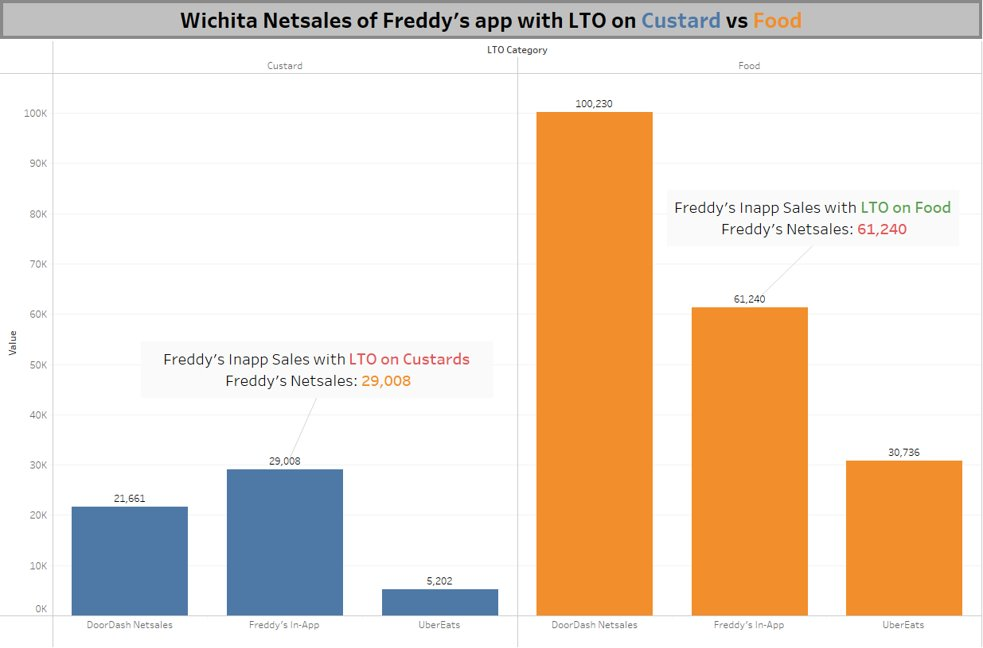 Wichita Netsales of Freddy's app with LTO on Custard vs Food
LTO Category
Custard
Food
Value
100K
90K
80K
70K
60K
50K
40K
30K
20K
10K
0K
Freddy's Inapp Sales with LTO on Custards
Freddy's Netsales: 29,008
21,661
29,008
5,202
DoorDash Netsales
Freddy's In-App
UberEats
100,230
Freddy's Inapp Sales with LTO on Food
Freddy's Netsales: 61,240
61,240
30,736
DoorDash Netsales
Freddy's In-App
UberEats